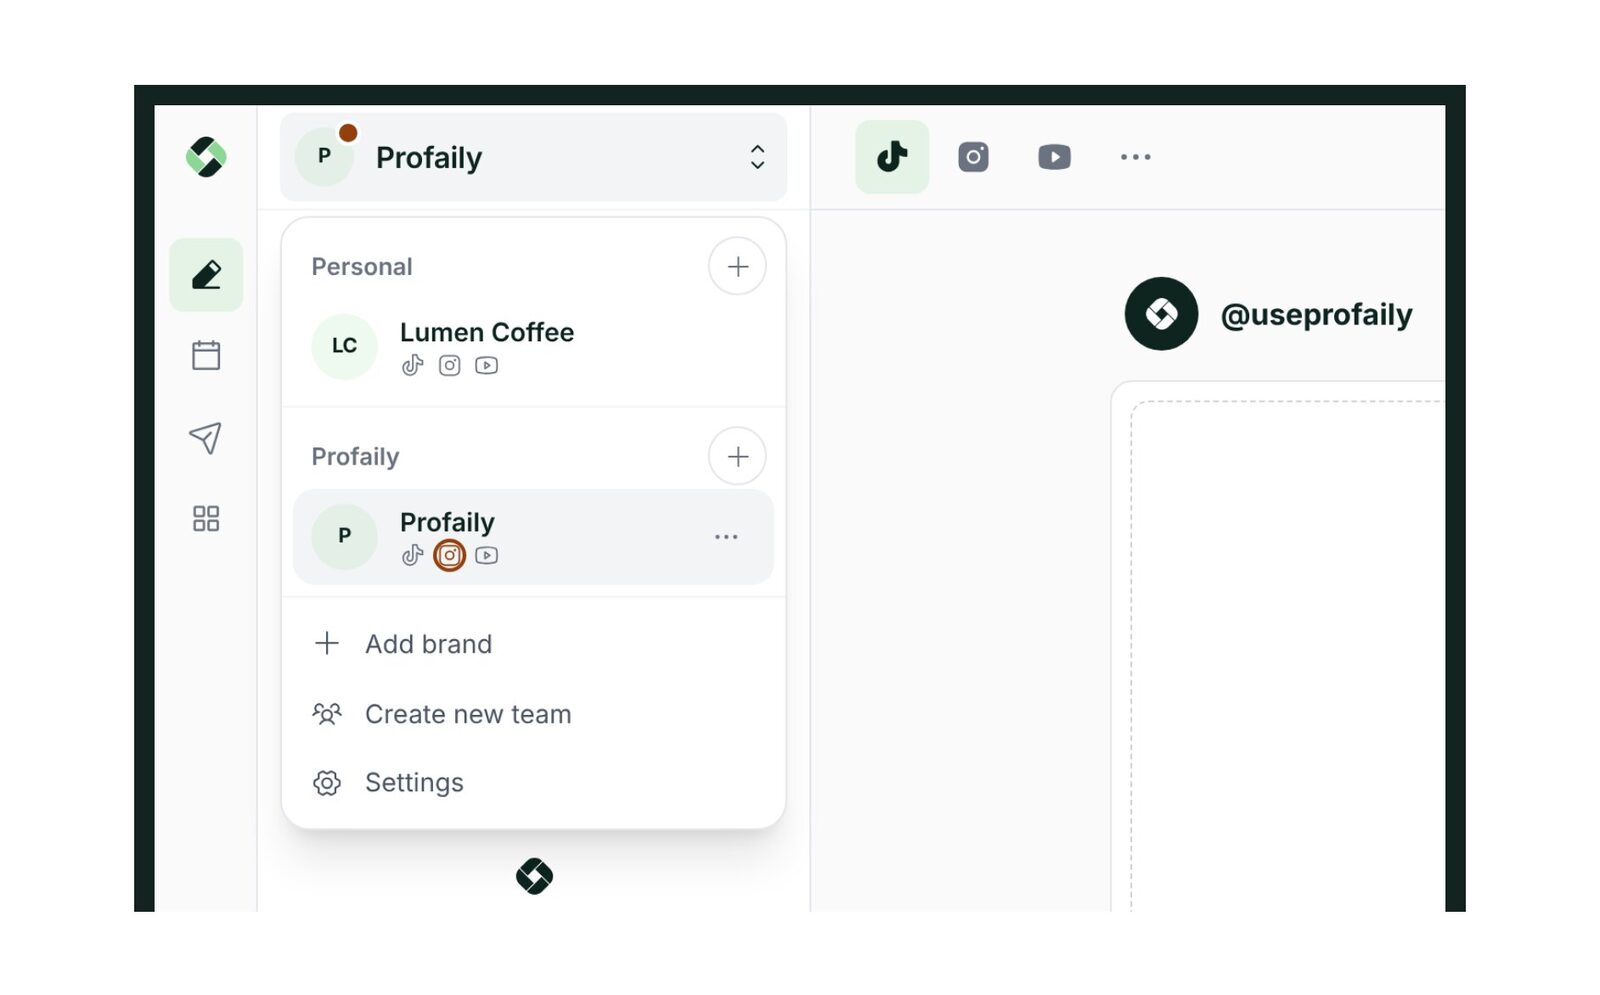 P
Profaily
Personal
LC
Lumen Coffee
Profaily
P
Profaily
Add brand
Create new team
Settings
@useprofaily